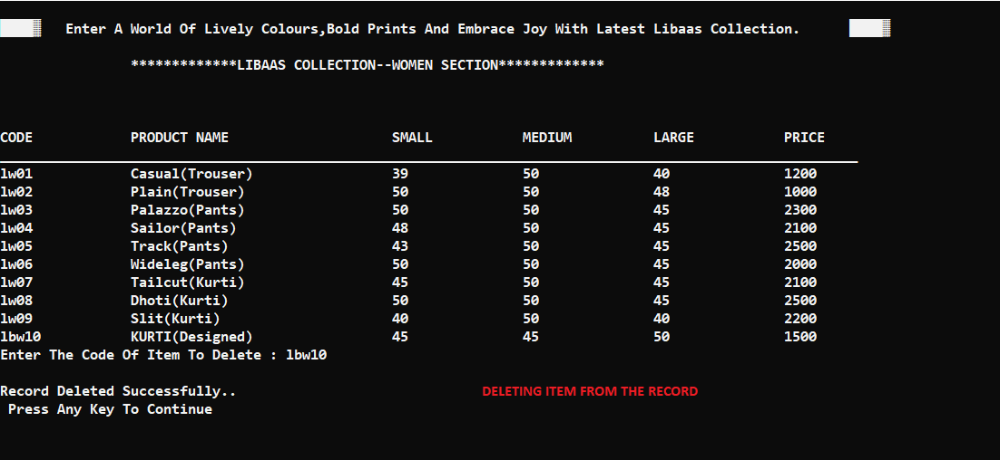 Enter A World Of Lively Colours,Bold Prints And Embrace Joy With Latest Libaas Collection.
*************LIBAAS COLLECTION--WOMEN SECTION*************
CODE PRODUCT NAME SMALL MEDIUM LARGE PRICE
lw01 Casual(Trouser) 39 50 40 1200
lw02 Plain(Trouser) 50 50 48 1000
lw03 Palazzo(Pants) 50 50 45 2300
lw04 Sailor(Pants) 48 50 45 2100
lw05 Track(Pants) 43 50 45 2500
lw06 Wideleg(Pants) 50 50 45 2000
lw07 Tailcut(Kurti) 45 50 45 2100
lw08 Dhoti(Kurti) 50 50 45 2500
lw09 Slit(Kurti) 40 50 40 2200
lbw10 KURTI(Designed) 45 45 50 1500
Enter The Code Of Item To Delete : lbw10
Record Deleted Successfully.. DELETING ITEM FROM THE RECORD
Press Any Key To Continue